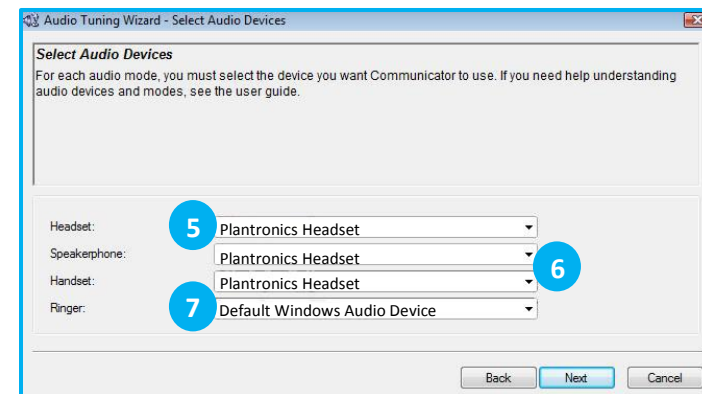 Audio Tuning Wizard - Select Audio Devices
Select Audio Devices
For each audio mode, you must select the device you want Communicator to use. If you need help understanding
audio devices and modes, see the user guide.
Headset: 5 Plantronics Headset
Speakerphone: Plantronics Headset
6
Handset: Plantronics Headset
Ringer: 7 Default Windows Audio Device
Back Next Cancel